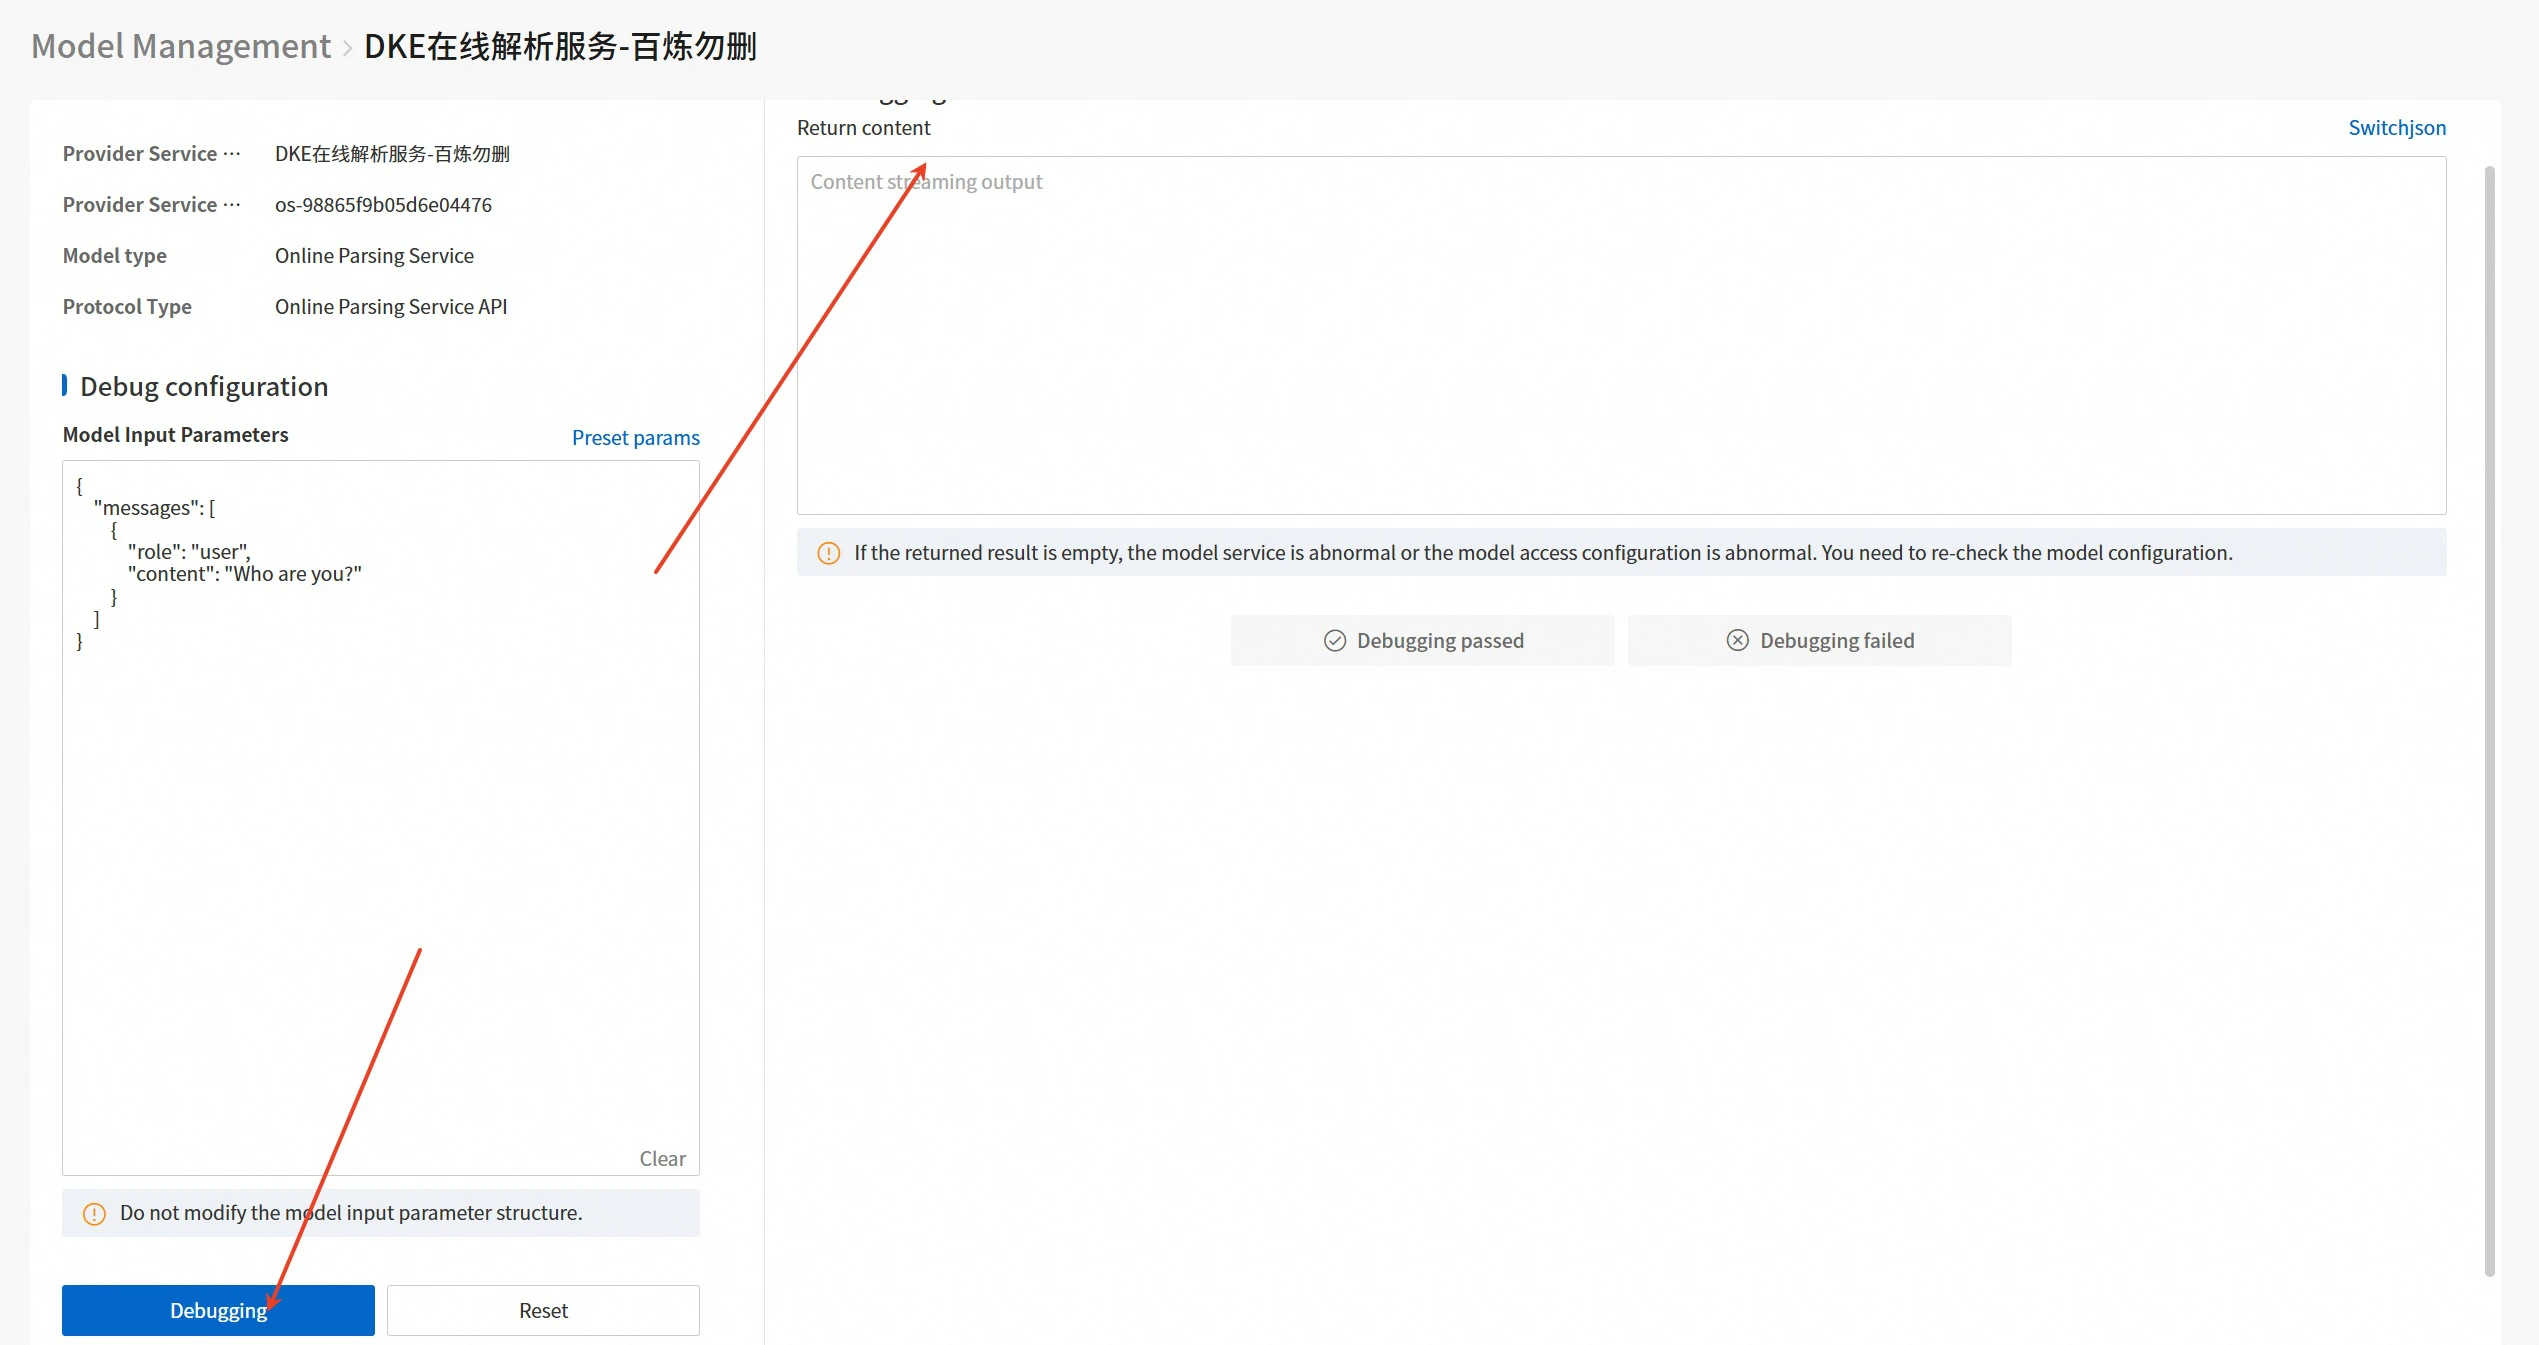 Model Management > DKE在线解析服务-百炼勿删
Provider Service ··· DKE在线解析服务-百炼勿删
Provider Service ··· os-98865f9b05d6e04476
Model type Online Parsing Service
Protocol Type Online Parsing Service API
Debug configuration
Model Input Parameters Preset params
{
"messages": [
{
"role": "user",
"content": "Who are you?"
}
]
}
Clear
Do not modify the model input parameter structure.
Debugging Reset
Return content Switchjson
Content streaming output
If the returned result is empty, the model service is abnormal or the model access configuration is abnormal. You need to re-check the model configuration.
Debugging passed Debugging failed